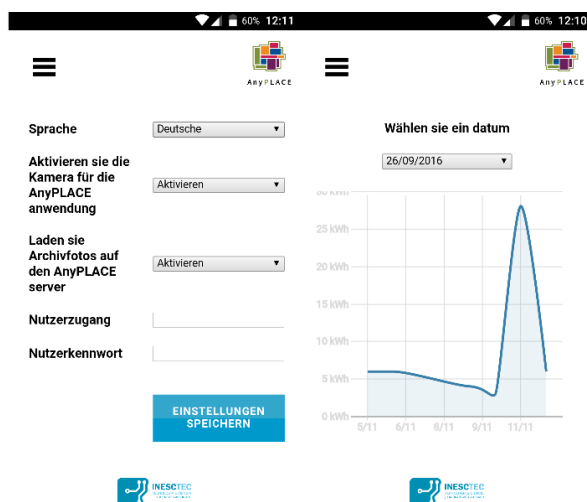 60% 12:11
AnyPLACE
Sprache
Deutsche
Aktivieren sie die
Kamera für die
AnyPLACE
anwendung
Aktivieren
Laden sie
Archivfotos auf
den AnyPLACE
server
Aktivieren
Nutzerzugang
Nutzerkennwort
EINSTELLUNGEN
SPEICHERN
INESCTEC
60% 12:10
AnyPLACE
Wählen sie ein datum
26/09/2016
30 kWh
25 kWh
20 kWh
15 kWh
10 kWh
5 kWh
0 kWh
5/11 6/11 8/11 9/11 11/11
INESCTEC